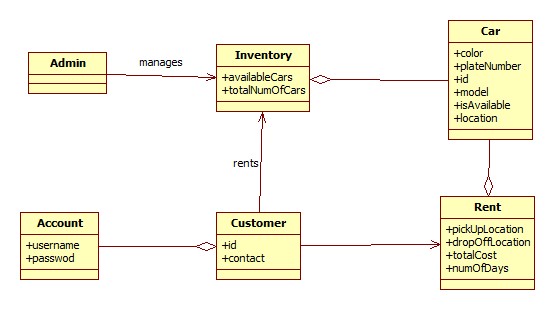 Admin
manages
Inventory
+availableCars
+totalNumOfCars
Car
+color
+plateNumber
+id
+model
+isAvailable
+location
rents
Account
+username
+passwod
Customer
+id
+contact
Rent
+pickUpLocation
+dropOffLocation
+totalCost
+numOfDays